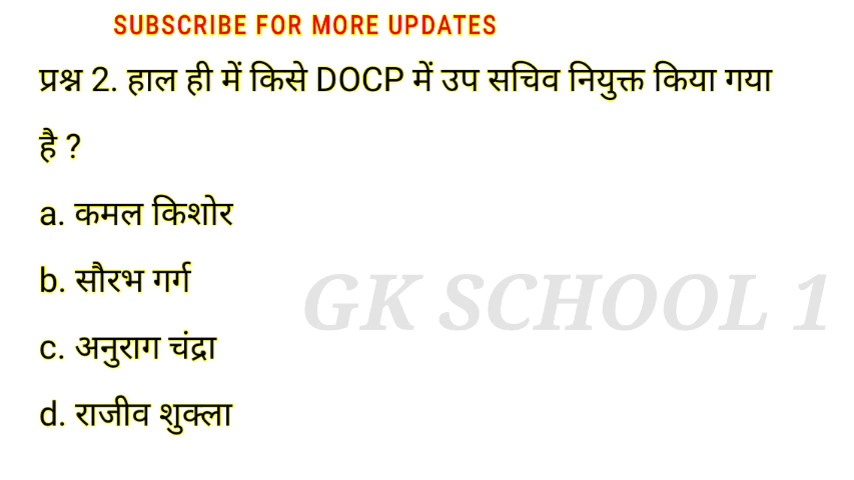 SUBSCRIBE FOR MORE UPDATES
प्रश्न 2. हाल ही में किसे DOCP में उप सचिव नियुक्त किया गया
है ?
a. कमल किशोर
b. सौरभ गर्ग
GK SCHOOL 1
c. अनुराग चंद्रा
d. राजीव शुक्ला